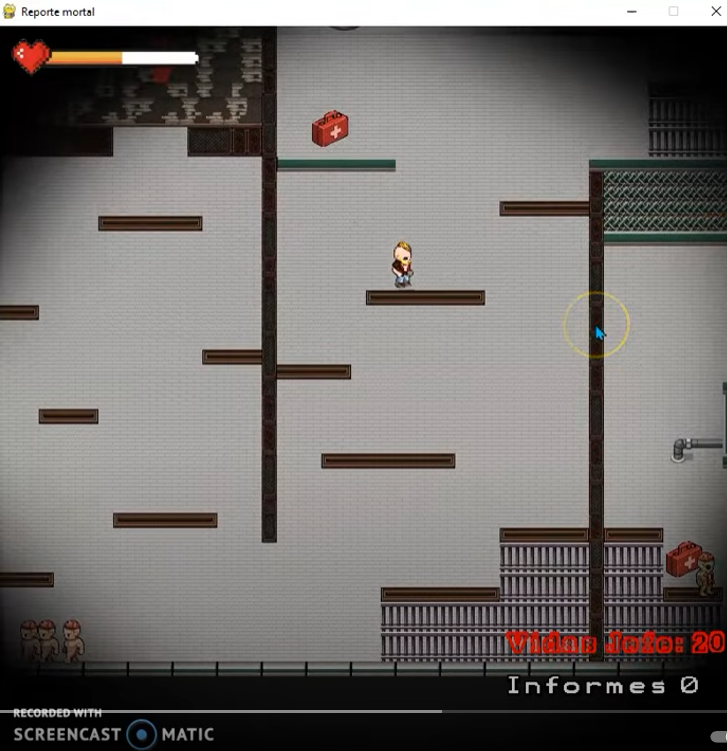 Reporte mortal
Vidas Jefe: 20
Informes 0
RECORDED WITH
SCREENCAST MATIC